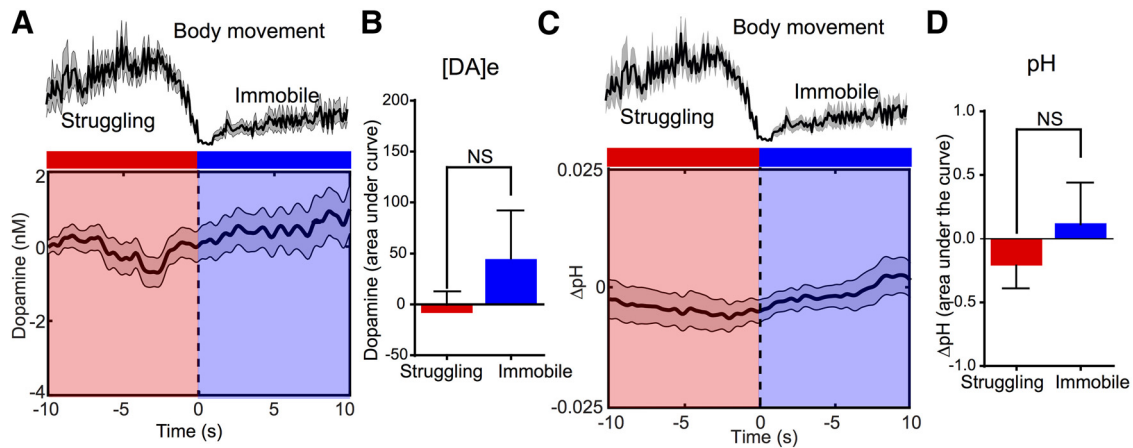 A
Body movement
Struggling
Immobile
2
0
-2
-4
Dopamine (nM)
-10
-5
0
5
10
Time (s)
B
[DA]e
200
150
100
50
0
-50
Dopamine (area under curve)
NS
Struggling
Immobile
C
Body movement
Struggling
Immobile
0.025
0
-0.025
ΔpH
-10
-5
0
5
10
Time (s)
D
pH
1.0
0.5
0.0
-0.5
-1.0
ΔpH (area under the curve)
NS
Struggling
Immobile